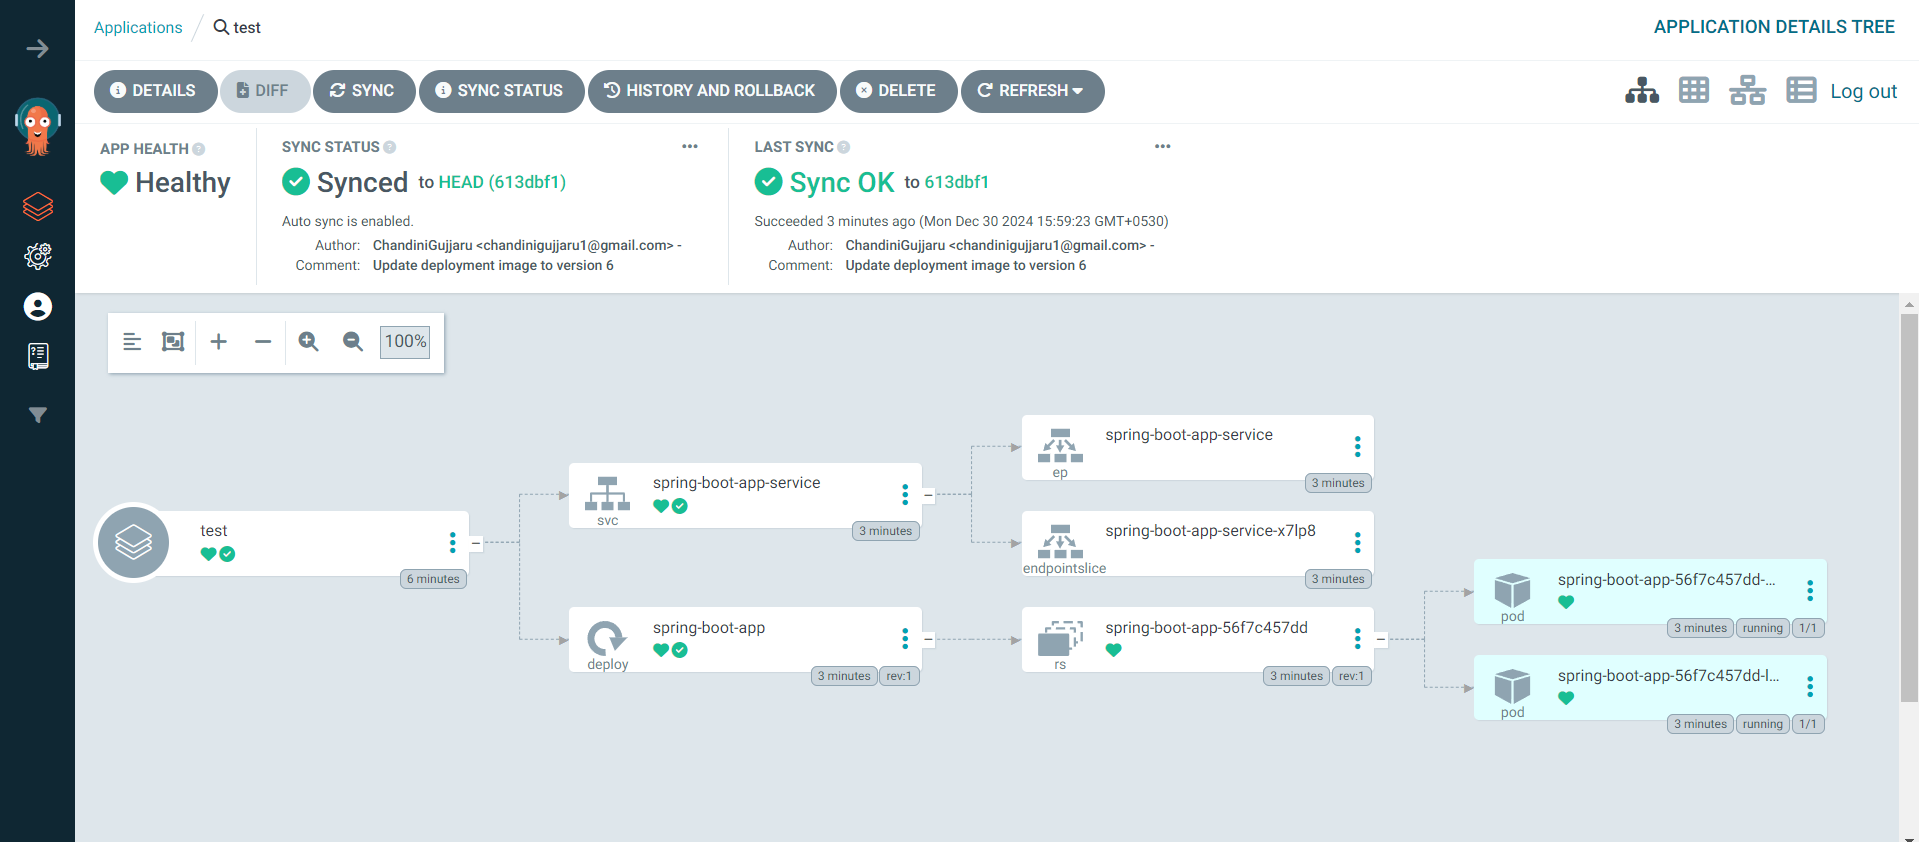 Applications
test
APPLICATION DETAILS TREE
DETAILS
DIFF
SYNC
SYNC STATUS
HISTORY AND ROLLBACK
DELETE
REFRESH
Log out
APP HEALTH
Healthy
SYNC STATUS
Synced to HEAD (613dbf1)
Auto sync is enabled.
Author: ChandiniGujjaru <chandinigujjaru1@gmail.com> -
Comment: Update deployment image to version 6
LAST SYNC
Sync OK to 613dbf1
Succeeded 3 minutes ago (Mon Dec 30 2024 15:59:23 GMT+0530)
Author: ChandiniGujjaru <chandinigujjaru1@gmail.com> -
Comment: Update deployment image to version 6
100%
test
6 minutes
spring-boot-app-service
svc
3 minutes
spring-boot-app
deploy
3 minutes
rev:1
spring-boot-app-service
ep
3 minutes
spring-boot-app-service-x7lp8
endpointslice
3 minutes
spring-boot-app-56f7c457dd
rs
3 minutes
rev:1
spring-boot-app-56f7c457dd-...
pod
3 minutes
running
1/1
spring-boot-app-56f7c457dd-l...
pod
3 minutes
running
1/1